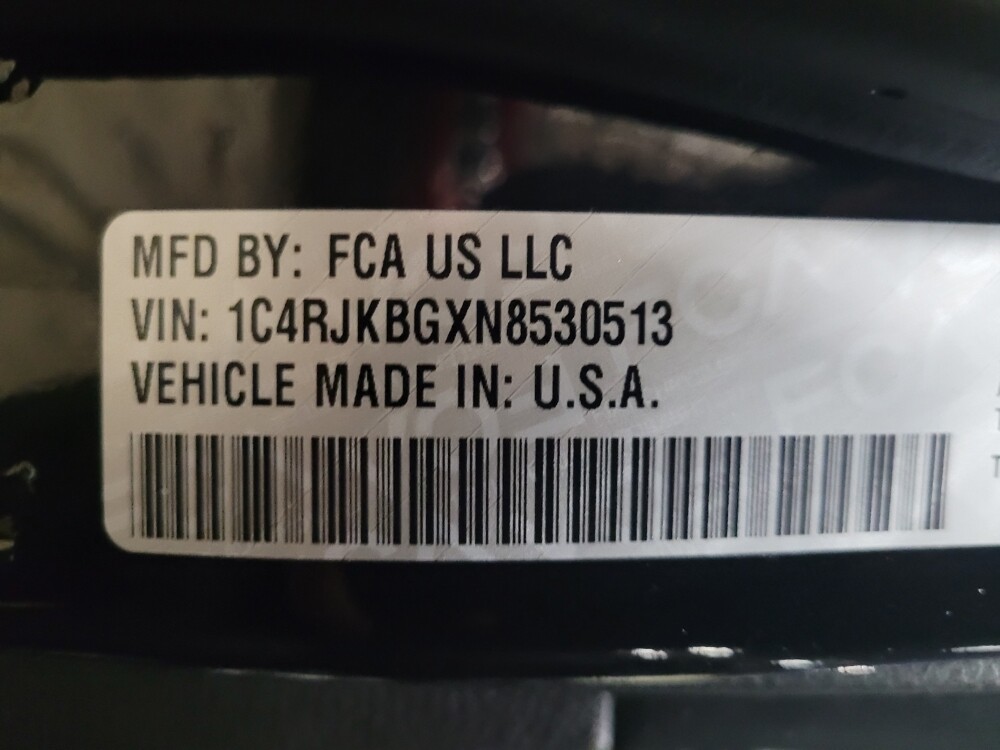 MFD BY: FCA US LLC
VIN: 1C4RJKBGXN8530513
VEHICLE MADE IN: U.S.A.